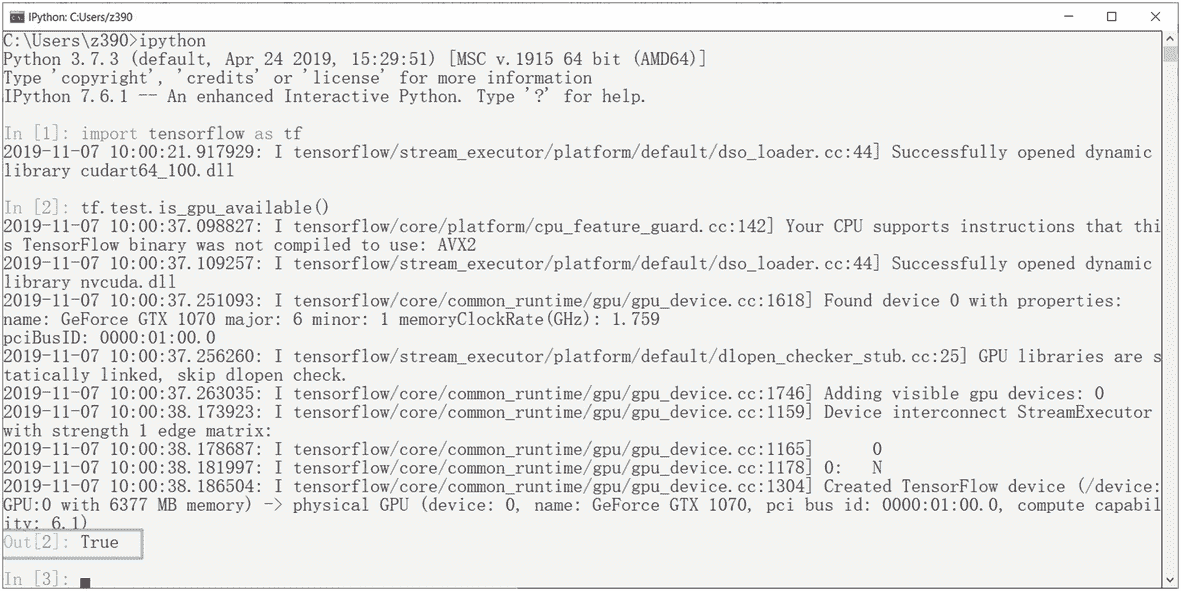 IPython: C:Users/z390
C:\Users\z390>ipython
Python 3.7.3 (default, Apr 24 2019, 15:29:51) [MSC v.1915 64 bit (AMD64)]
Type 'copyright', 'credits' or 'license' for more information
IPython 7.6.1 -- An enhanced Interactive Python. Type '?' for help.
In [1]: import tensorflow as tf
2019-11-07 10:00:21.917929: I tensorflow/stream_executor/platform/default/dso_loader.cc:44] Successfully opened dynamic
library cudart64_100.dll
In [2]: tf.test.is_gpu_available()
2019-11-07 10:00:37.098827: I tensorflow/core/platform/cpu_feature_guard.cc:142] Your CPU supports instructions that thi
s TensorFlow binary was not compiled to use: AVX2
2019-11-07 10:00:37.109257: I tensorflow/stream_executor/platform/default/dso_loader.cc:44] Successfully opened dynamic
library nvcuda.dll
2019-11-07 10:00:37.251093: I tensorflow/core/common_runtime/gpu/gpu_device.cc:1618] Found device 0 with properties:
name: GeForce GTX 1070 major: 6 minor: 1 memoryClockRate(GHz): 1.759
pciBusID: 0000:01:00.0
2019-11-07 10:00:37.256260: I tensorflow/stream_executor/platform/default/dlopen_checker_stub.cc:25] GPU libraries are s
tatically linked, skip dlopen check.
2019-11-07 10:00:37.263035: I tensorflow/core/common_runtime/gpu/gpu_device.cc:1746] Adding visible gpu devices: 0
2019-11-07 10:00:38.173923: I tensorflow/core/common_runtime/gpu/gpu_device.cc:1159] Device interconnect StreamExecutor
with strength 1 edge matrix:
2019-11-07 10:00:38.178687: I tensorflow/core/common_runtime/gpu/gpu_device.cc:1165]      0
2019-11-07 10:00:38.181997: I tensorflow/core/common_runtime/gpu/gpu_device.cc:1178] 0:   N
2019-11-07 10:00:38.186504: I tensorflow/core/common_runtime/gpu/gpu_device.cc:1304] Created TensorFlow device (/device:
GPU:0 with 6377 MB memory) -> physical GPU (device: 0, name: GeForce GTX 1070, pci bus id: 0000:01:00.0, compute capabil
ity: 6.1)
Out[2]: True
In [3]: